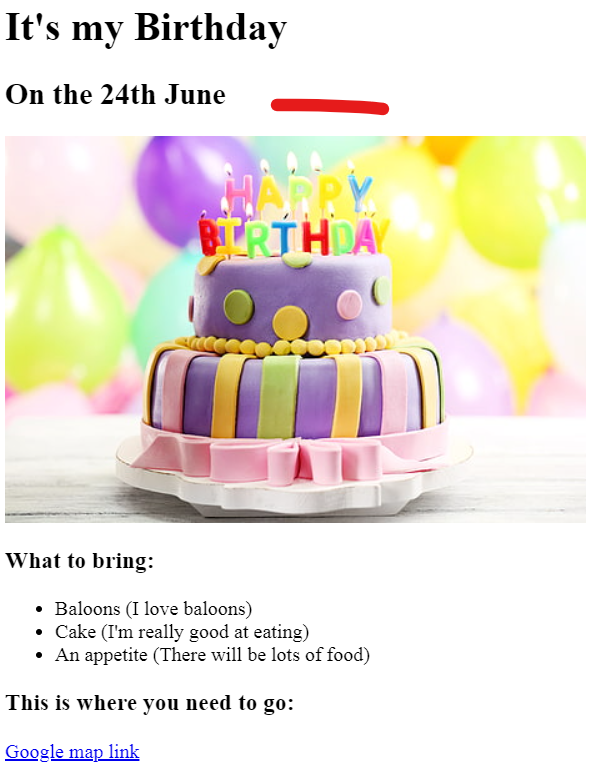 It's my Birthday
On the 24th June
HAPPY
BIRTHDAY
What to bring:
Baloons (I love baloons)
Cake (I'm really good at eating)
An appetite (There will be lots of food)
This is where you need to go:
Google map link